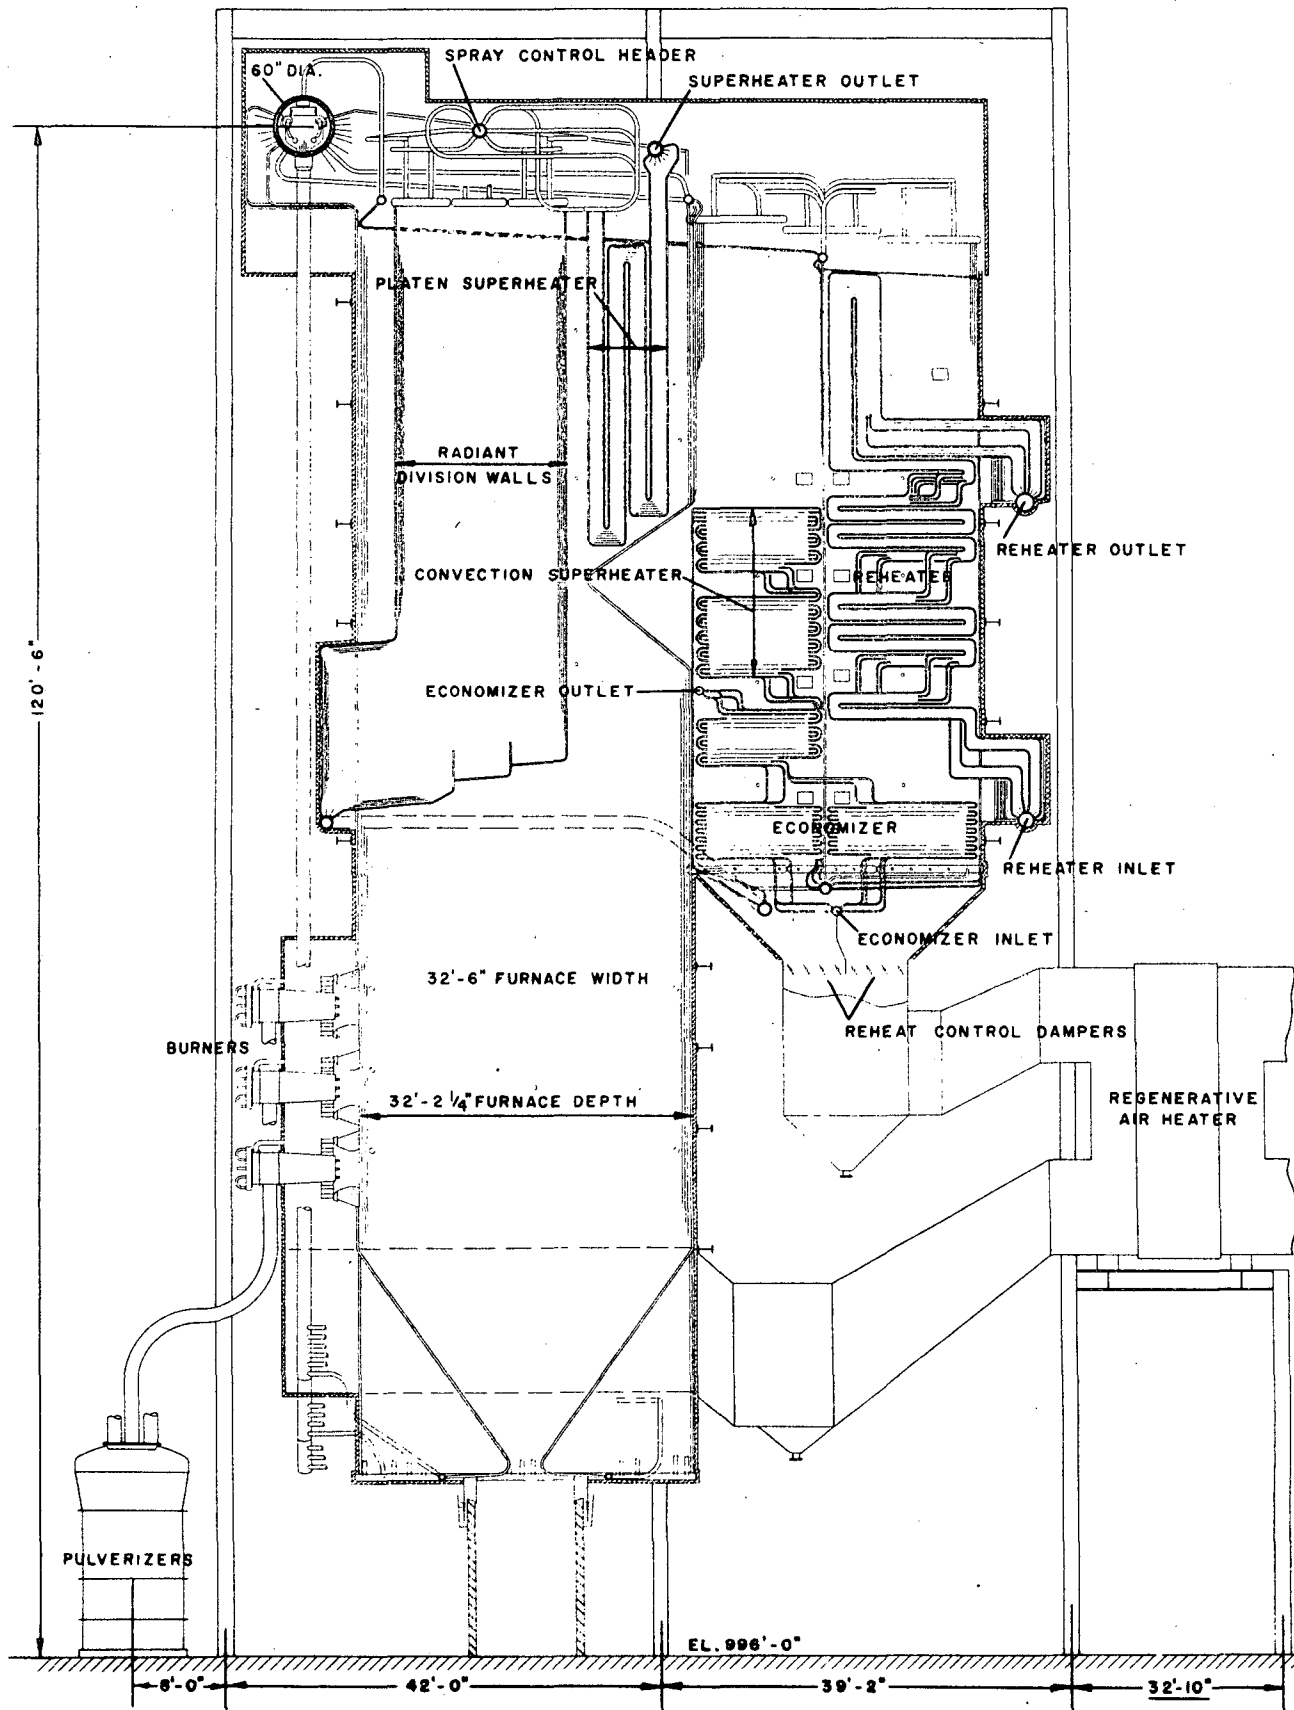 SPRAY CONTROL HEADER
60" DIA.
SUPERHEATER OUTLET
PLATEN SUPERHEATER
RADIANT
DIVISION WALLS
REHEATER OUTLET
CONVECTION SUPERHEATER
REHEATER
120'-6"
ECONOMIZER OUTLET
ECONOMIZER
REHEATER INLET
ECONOMIZER INLET
32'-6" FURNACE WIDTH
REHEAT CONTROL DAMPERS
BURNERS
32'-2 1/4" FURNACE DEPTH
REGENERATIVE
AIR HEATER
PULVERIZERS
EL. 996'-0"
42'-0"
39'-2"
32'-10"